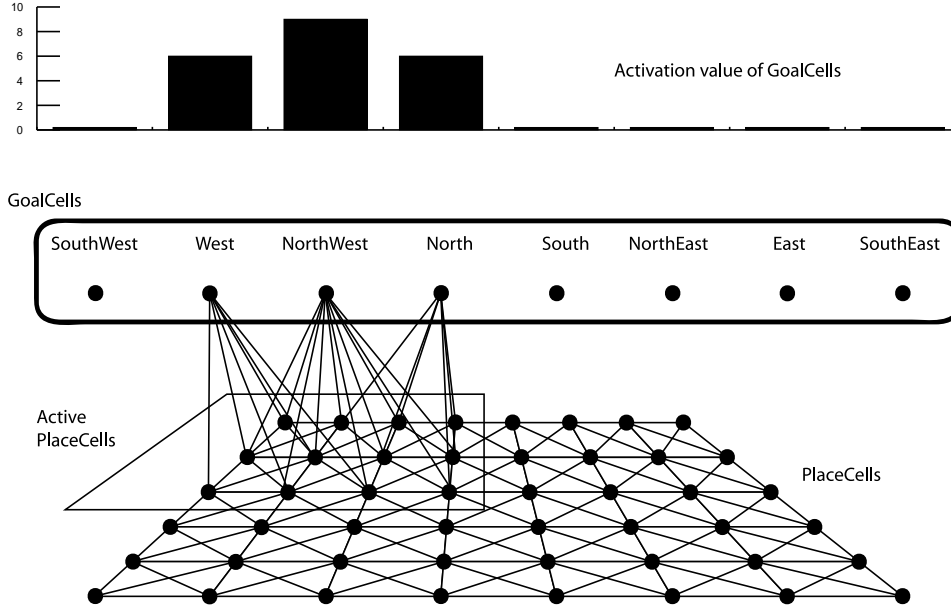 10
8
6
4
2
0
Activation value of GoalCells
GoalCells
SouthWest West NorthWest North South NorthEast East SouthEast
Active
PlaceCells
PlaceCells